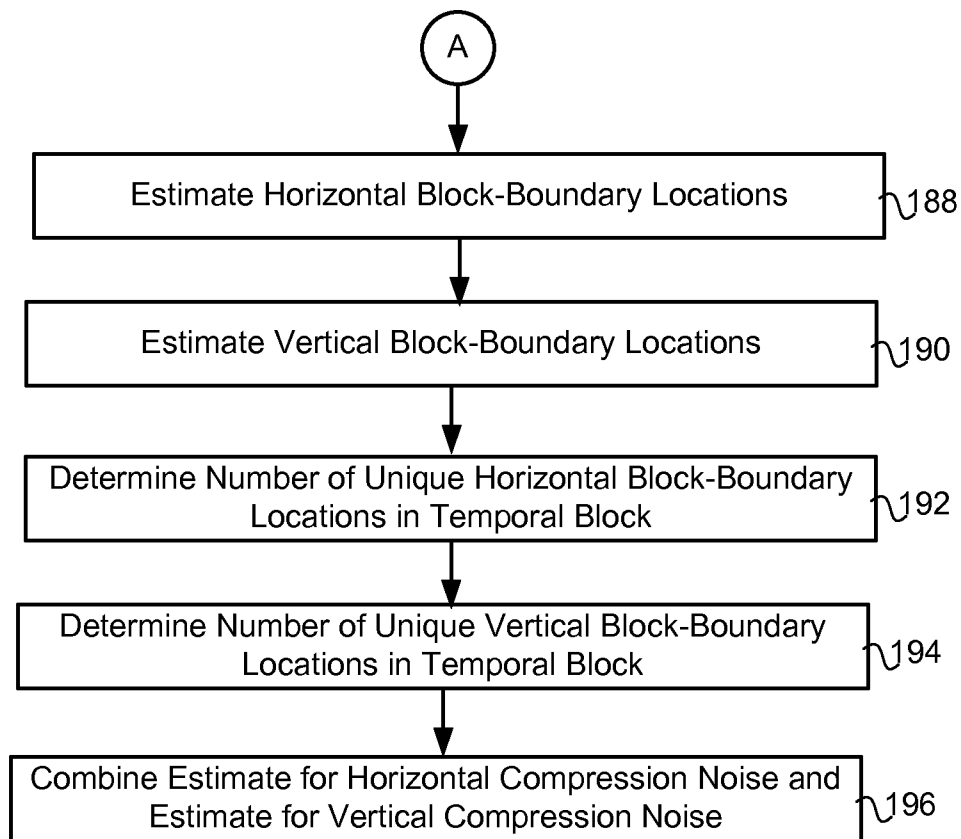 A
Estimate Horizontal Block-Boundary Locations
188
Estimate Vertical Block-Boundary Locations
190
Determine Number of Unique Horizontal Block-Boundary
Locations in Temporal Block
192
Determine Number of Unique Vertical Block-Boundary
Locations in Temporal Block
194
Combine Estimate for Horizontal Compression Noise and
Estimate for Vertical Compression Noise
196